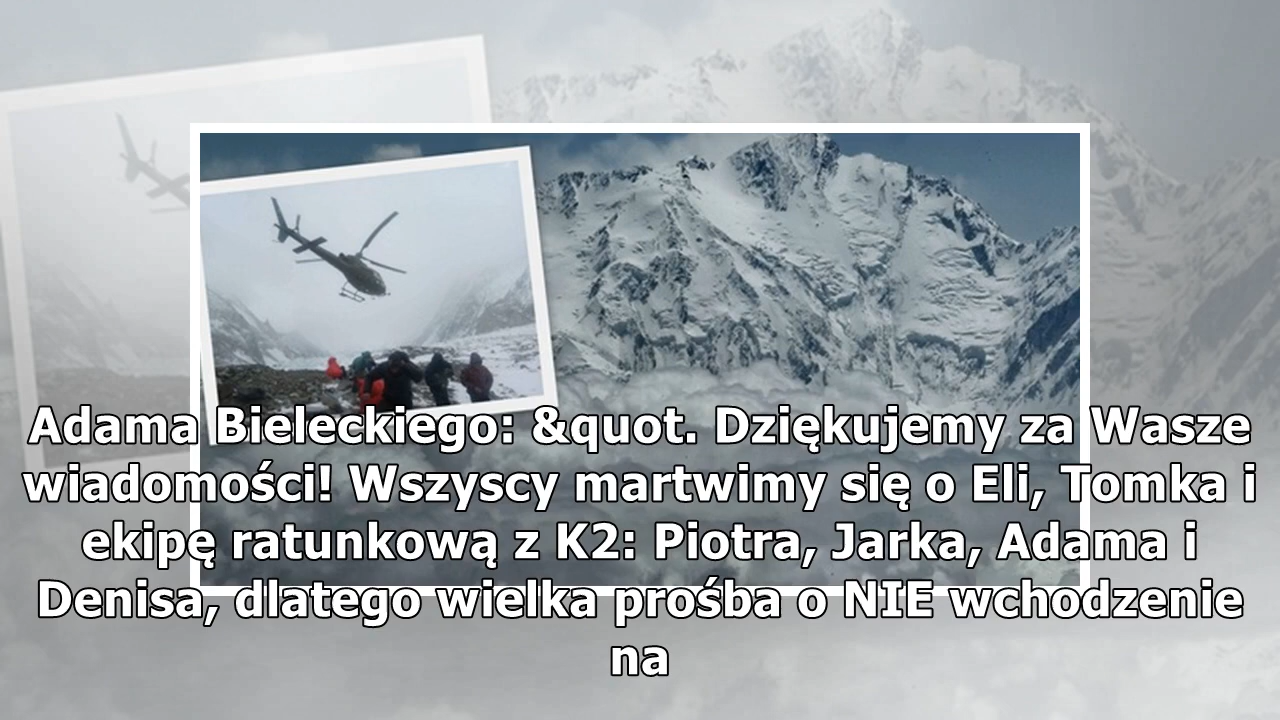 Adama Bieleckiego: &quot. Dziękujemy za Wasze
wiadomości! Wszyscy martwimy się o Eli, Tomka i
ekipę ratunkową z K2: Piotra, Jarka, Adama i
Denisa, dlatego wielka prośba o NIE wchodzenie
na